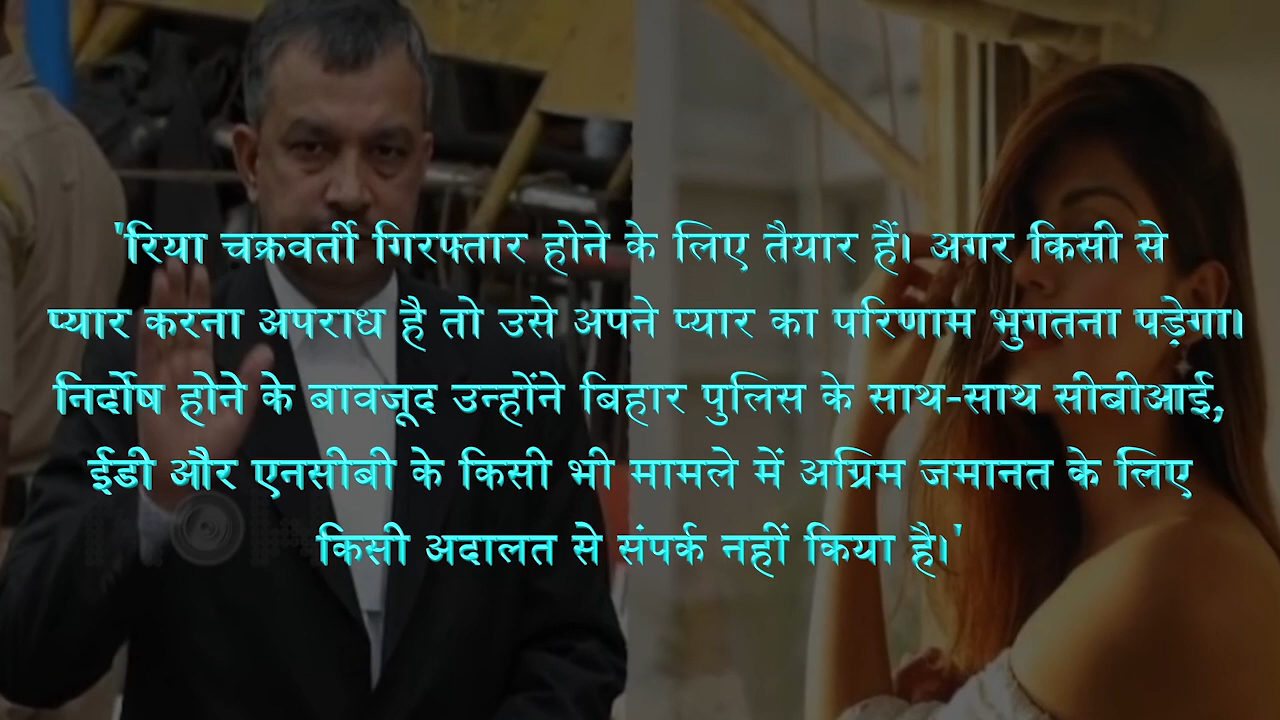 'रिया चक्रवर्ती गिरफ्तार होने के लिए तैयार हैं। अगर किसी से
प्यार करना अपराध है तो उसे अपने प्यार का परिणाम भुगतना पड़ेगा।
निर्दोष होने के बावजूद उन्होंने बिहार पुलिस के साथ-साथ सीबीआई,
ईडी और एनसीबी के किसी भी मामले में अग्रिम जमानत के लिए
किसी अदालत से संपर्क नहीं किया है।'